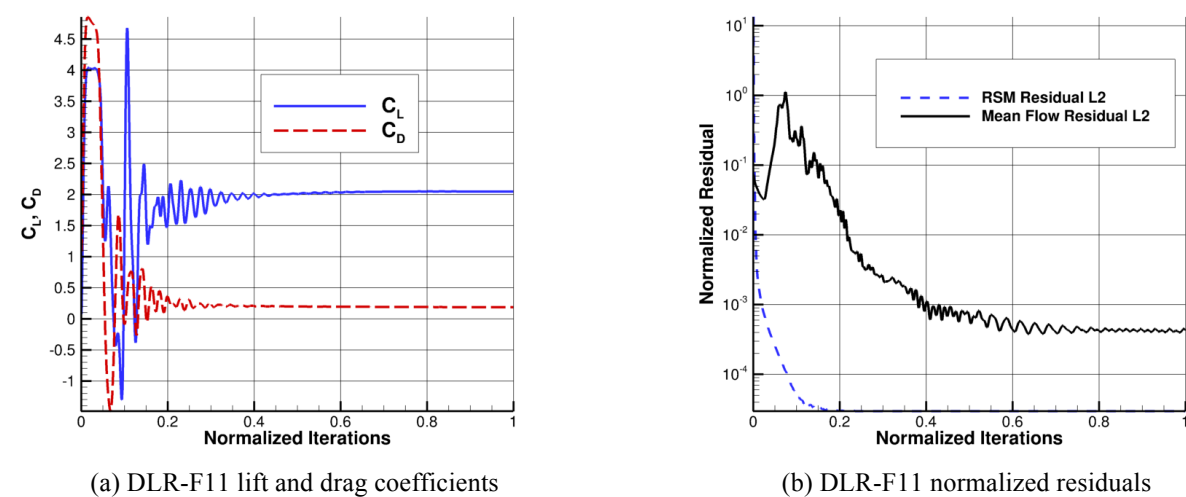 4.5
4
3.5
3
2.5
2
1.5
1
0.5
0
-0.5
-1
C_L, C_D
C_L
C_D
0 0.2 0.4 0.6 0.8 1
Normalized Iterations
(a) DLR-F11 lift and drag coefficients
10^1
10^0
10^-1
10^-2
10^-3
10^-4
Normalized Residual
RSM Residual L2
Mean Flow Residual L2
0 0.2 0.4 0.6 0.8 1
Normalized Iterations
(b) DLR-F11 normalized residuals